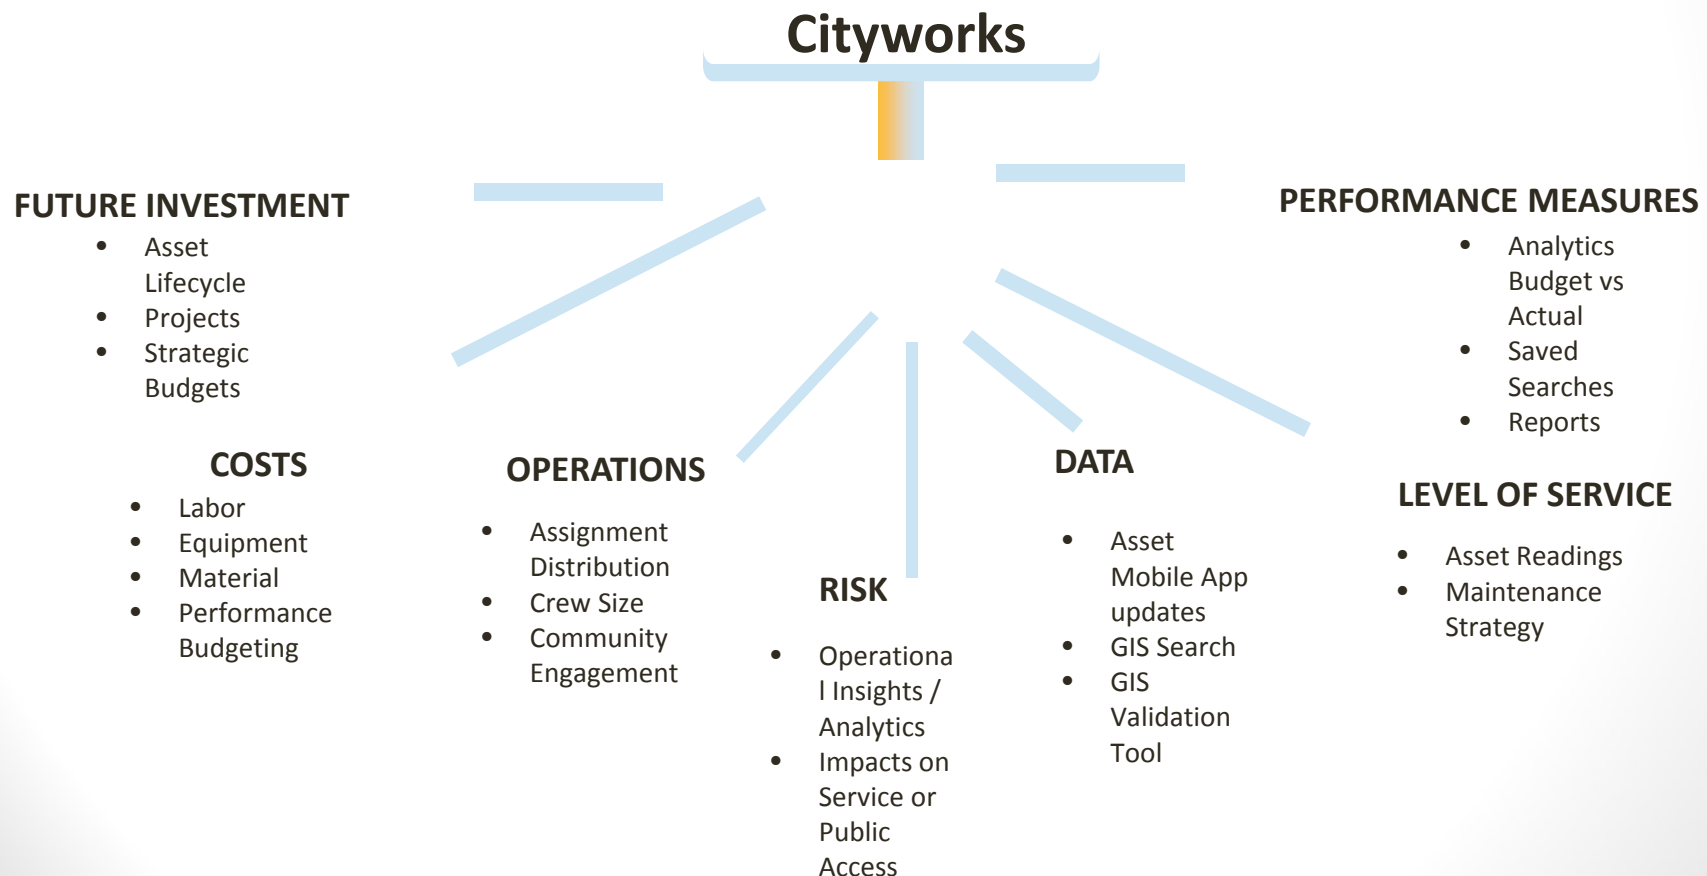 Cityworks
FUTURE INVESTMENT
• Asset
Lifecycle
• Projects
• Strategic
Budgets
PERFORMANCE MEASURES
• Analytics
Budget vs
Actual
• Saved
Searches
• Reports
COSTS
• Labor
• Equipment
• Material
• Performance
Budgeting
OPERATIONS
• Assignment
Distribution
• Crew Size
• Community
Engagement
RISK
• Operationa
l Insights /
Analytics
• Impacts on
Service or
Public
Access
DATA
• Asset
Mobile App
updates
• GIS Search
• GIS
Validation
Tool
LEVEL OF SERVICE
• Asset Readings
• Maintenance
Strategy